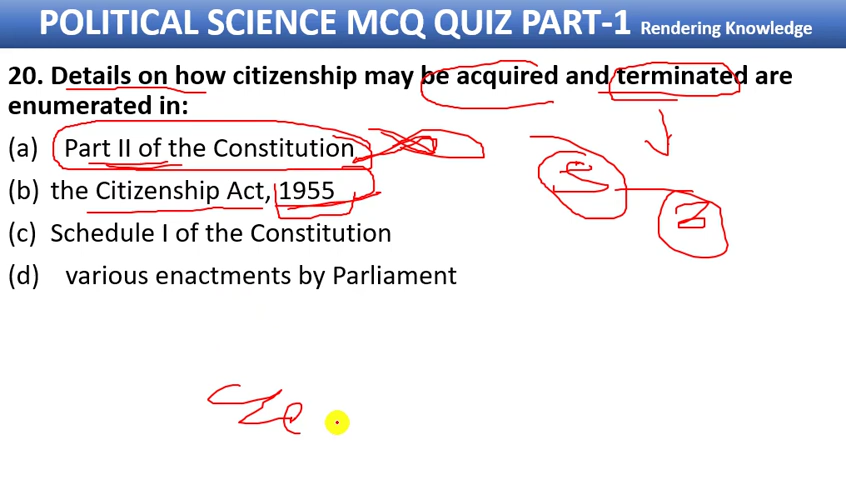 POLITICAL SCIENCE MCQ QUIZ PART-1 Rendering Knowledge
20. Details on how citizenship may be acquired and terminated are
enumerated in:
(a) Part II of the Constitution
(b) the Citizenship Act, 1955
(c) Schedule I of the Constitution
(d) various enactments by Parliament